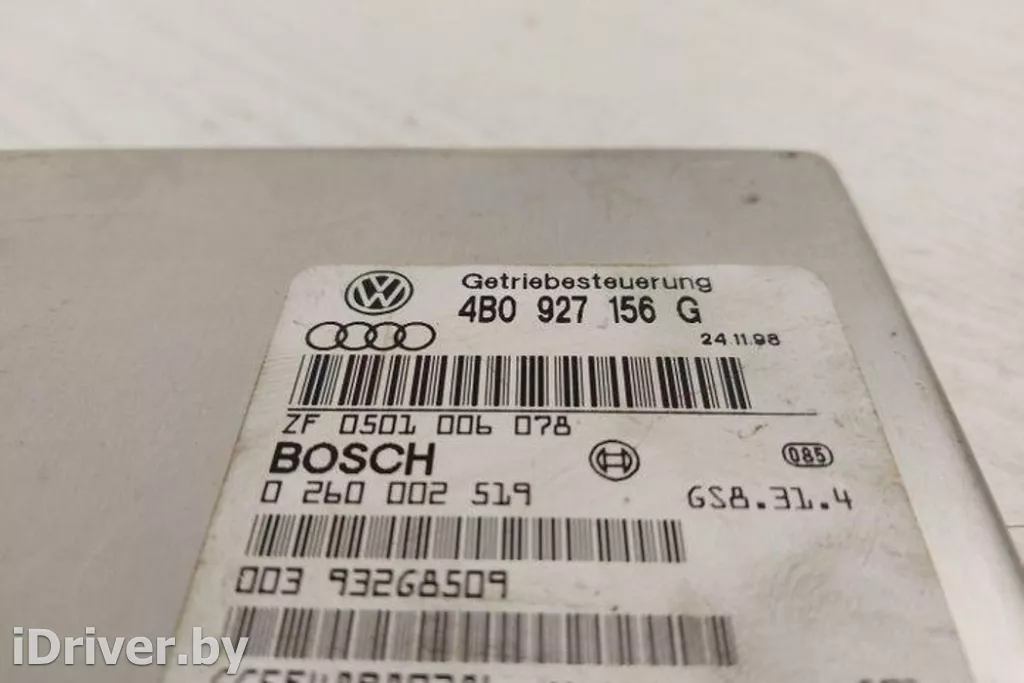 Getriebesteuerung
4B0 927 156 G
24.11.98
ZF 0501 006 078
BOSCH
085
0 260 002 519
GS8.31.4
003 93268509
iDriver.by